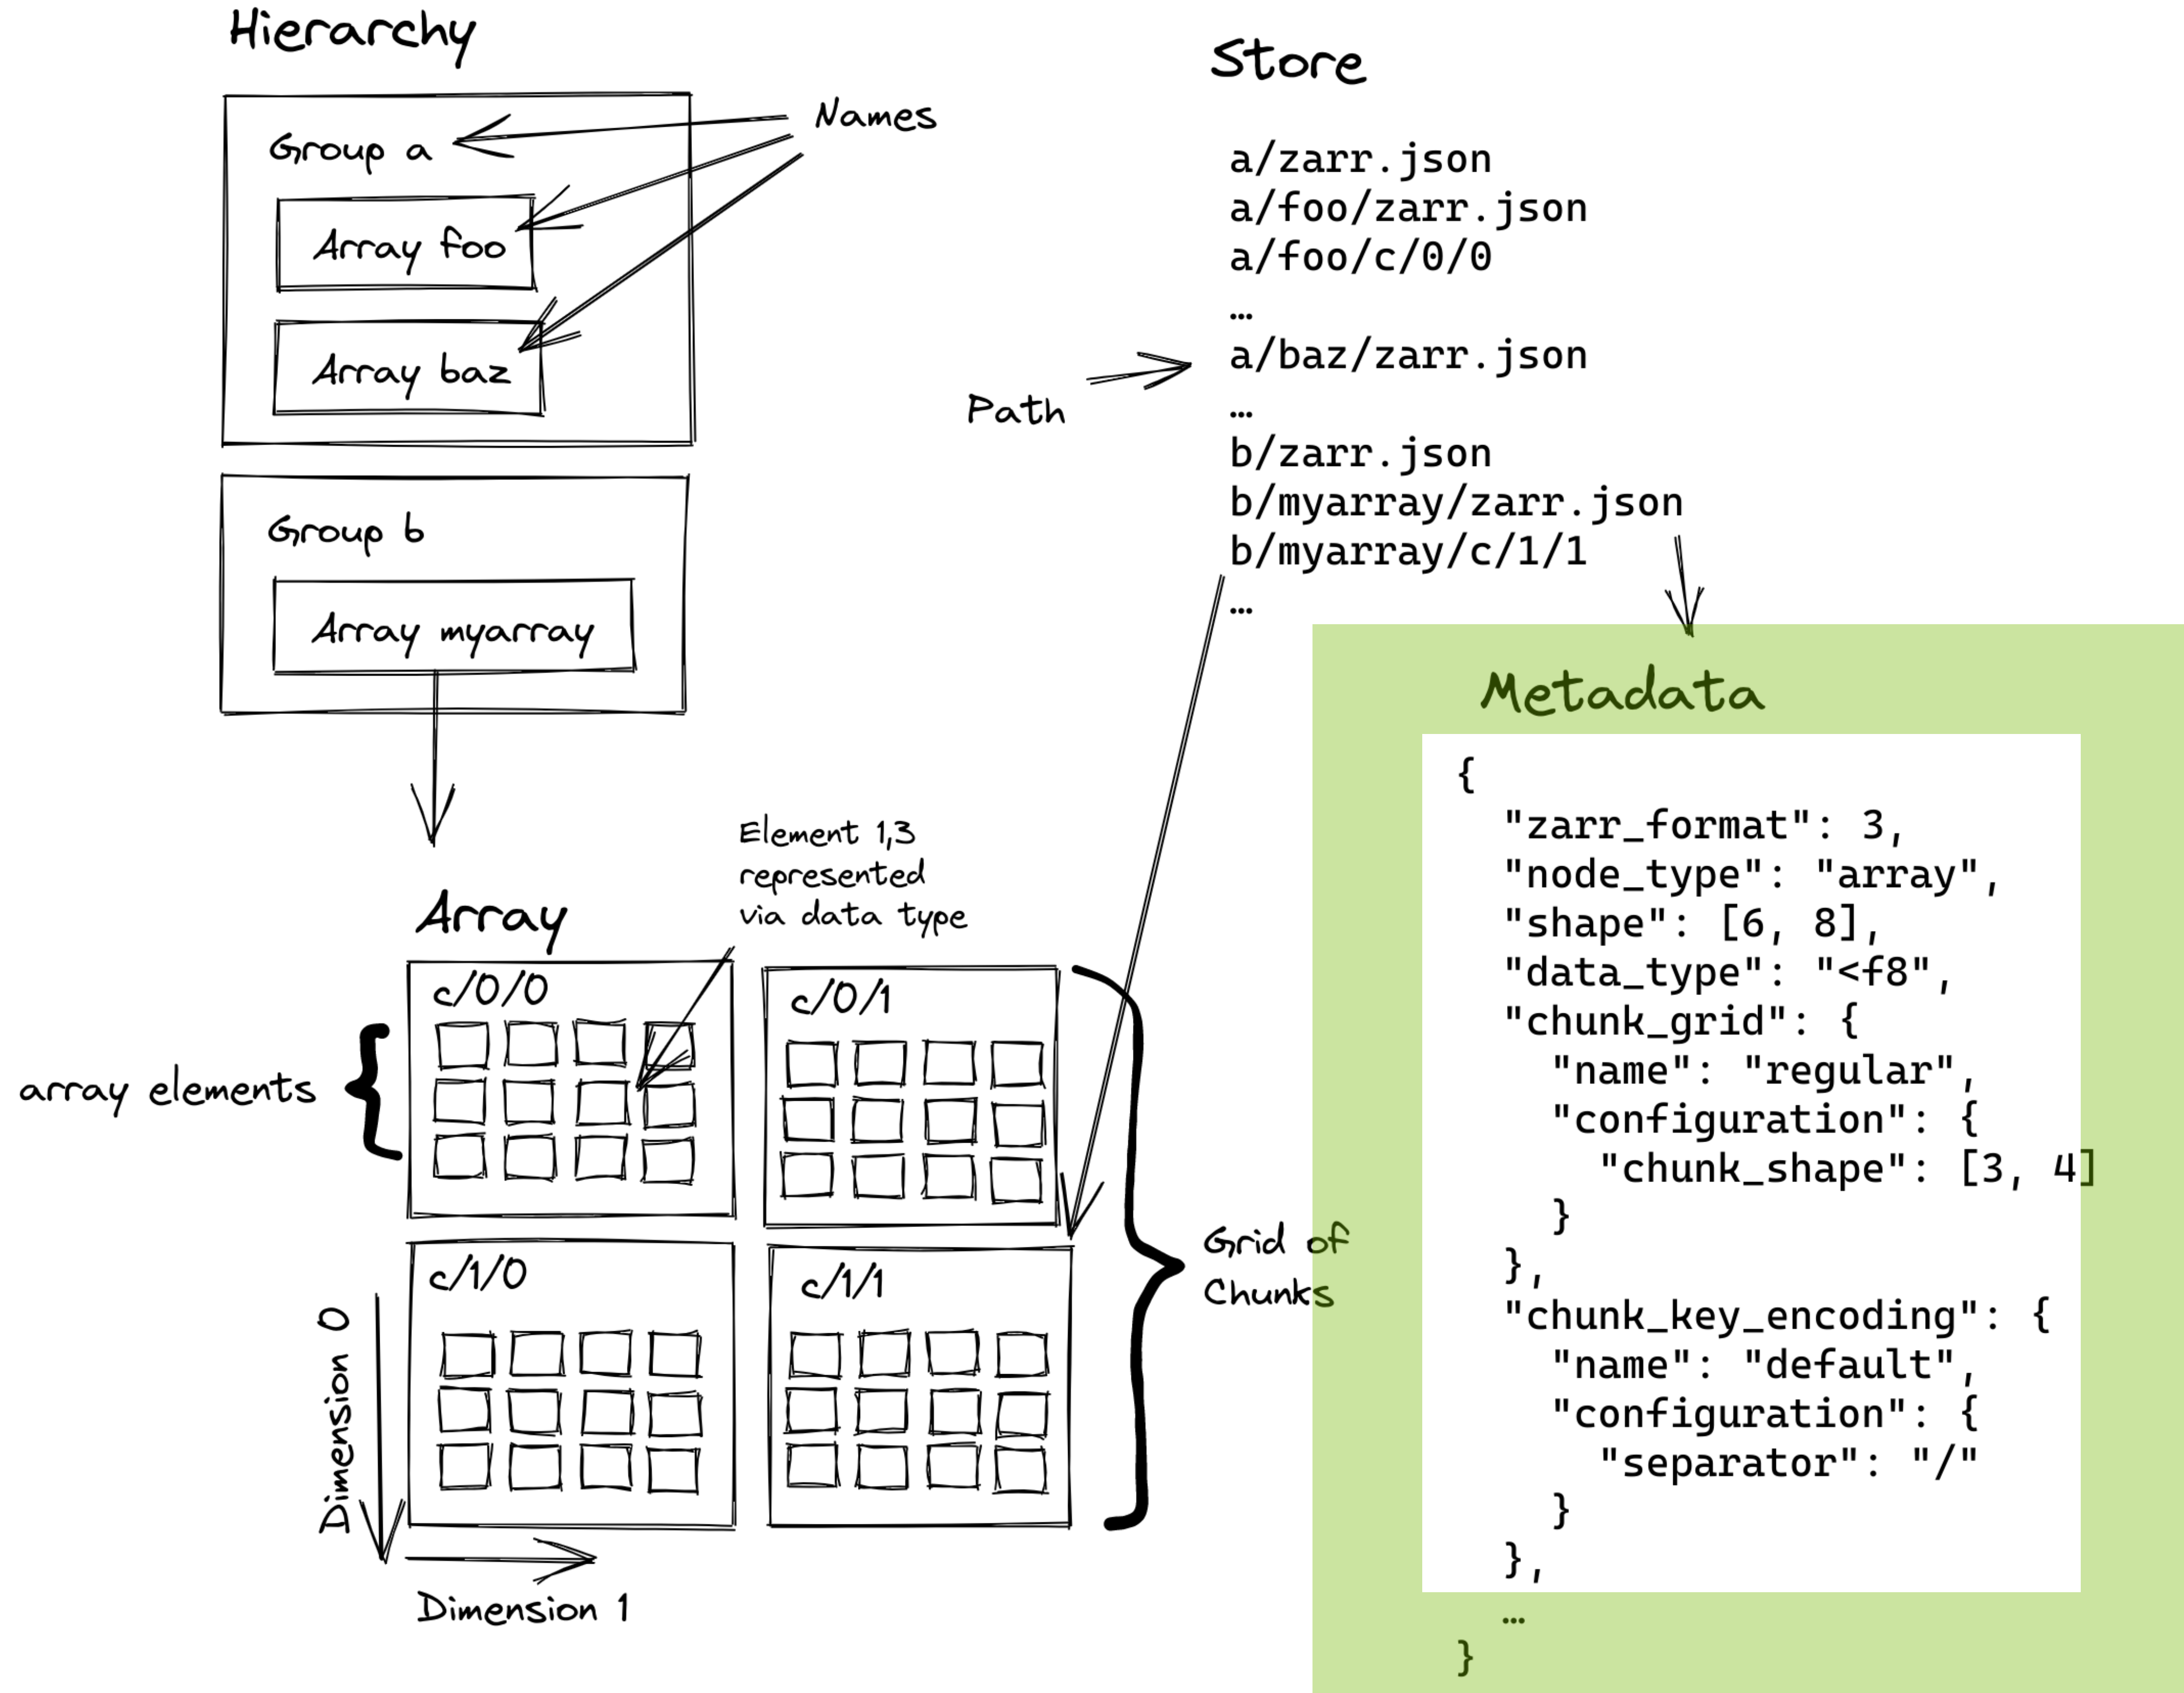 Hierarchy
Names
Group a
Array foo
Array baz
Group b
Array myarray
Store
a/zarr.json
a/foo/zarr.json
a/foo/c/0/0
…
a/baz/zarr.json
…
b/zarr.json
b/myarray/zarr.json
b/myarray/c/1/1
…
Path
Element 1,3
represented
via data type
Array
c/0/0
c/0/1
array elements
c/1/0
c/1/1
Grid of
Chunks
Dimension 0
Dimension 1
Metadata
{
"zarr_format": 3,
"node_type": "array",
"shape": [6, 8],
"data_type": "<f8",
"chunk_grid": {
"name": "regular",
"configuration": {
"chunk_shape": [3, 4]
}
},
"chunk_key_encoding": {
"name": "default",
"configuration": {
"separator": "/"
}
},
…
}